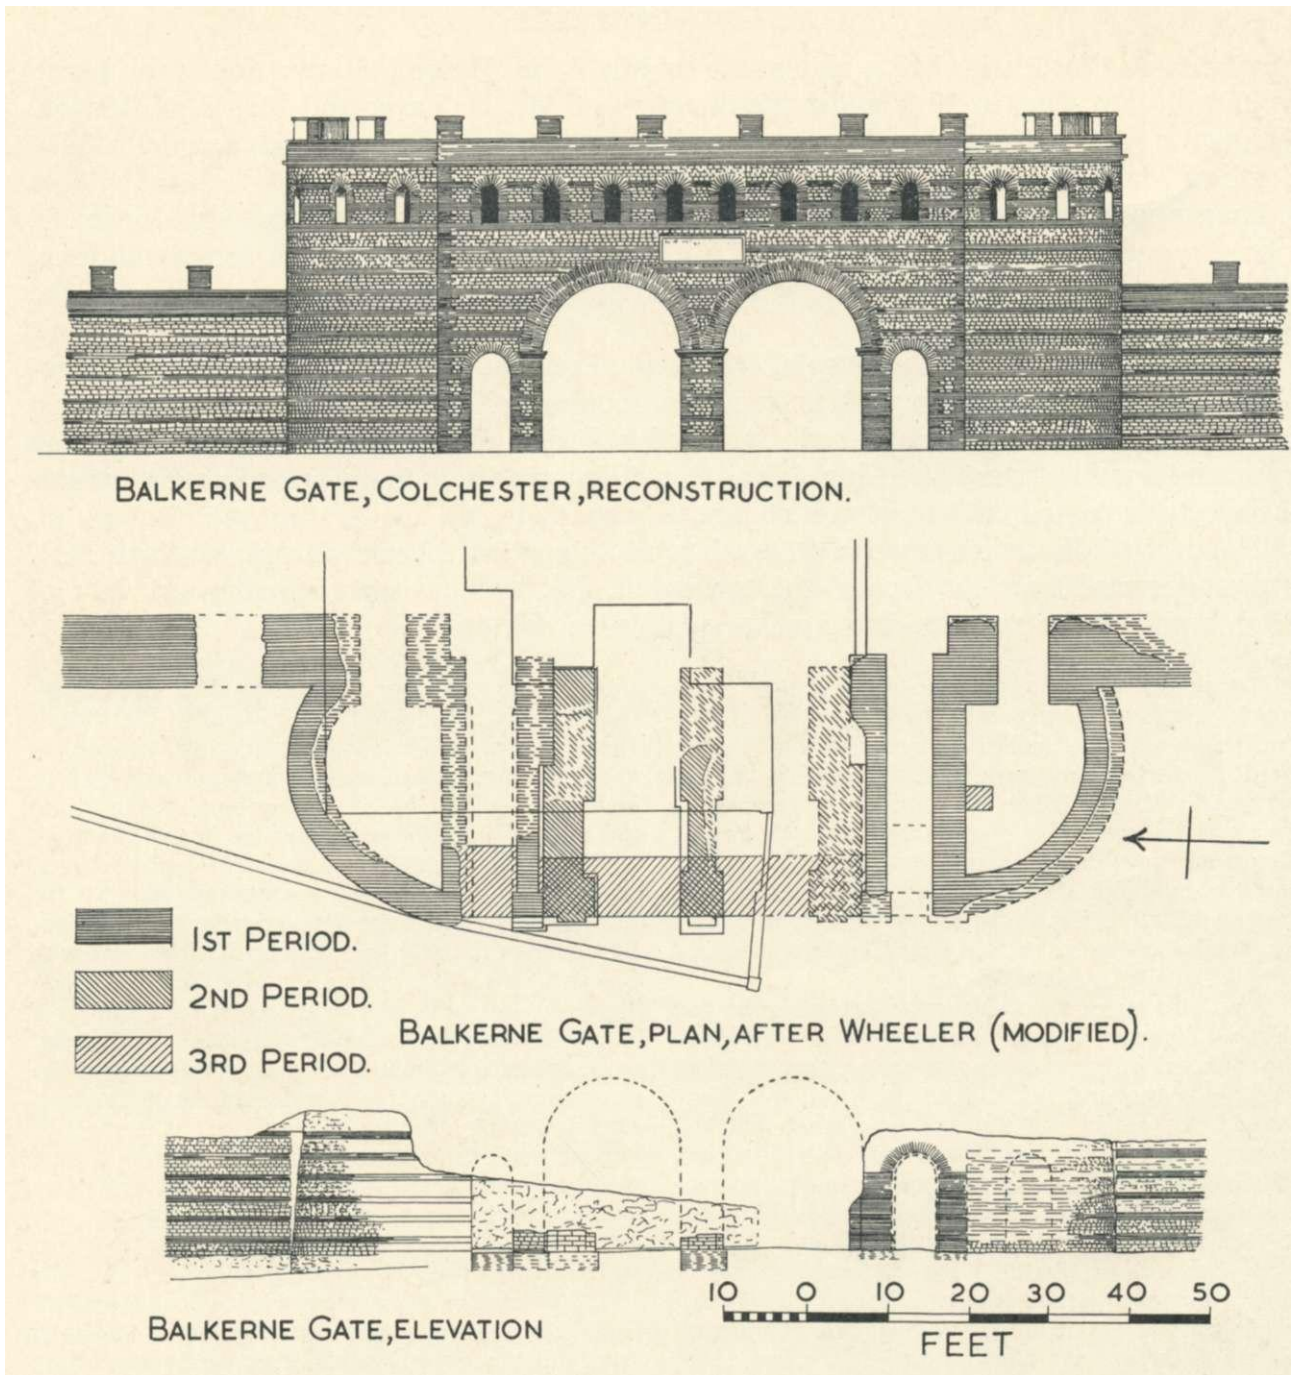 BALKERNE GATE, COLCHESTER, RECONSTRUCTION.
1ST PERIOD.
2ND PERIOD.
3RD PERIOD.
BALKERNE GATE, PLAN, AFTER WHEELER (MODIFIED).
BALKERNE GATE, ELEVATION
10 0 10 20 30 40 50
FEET